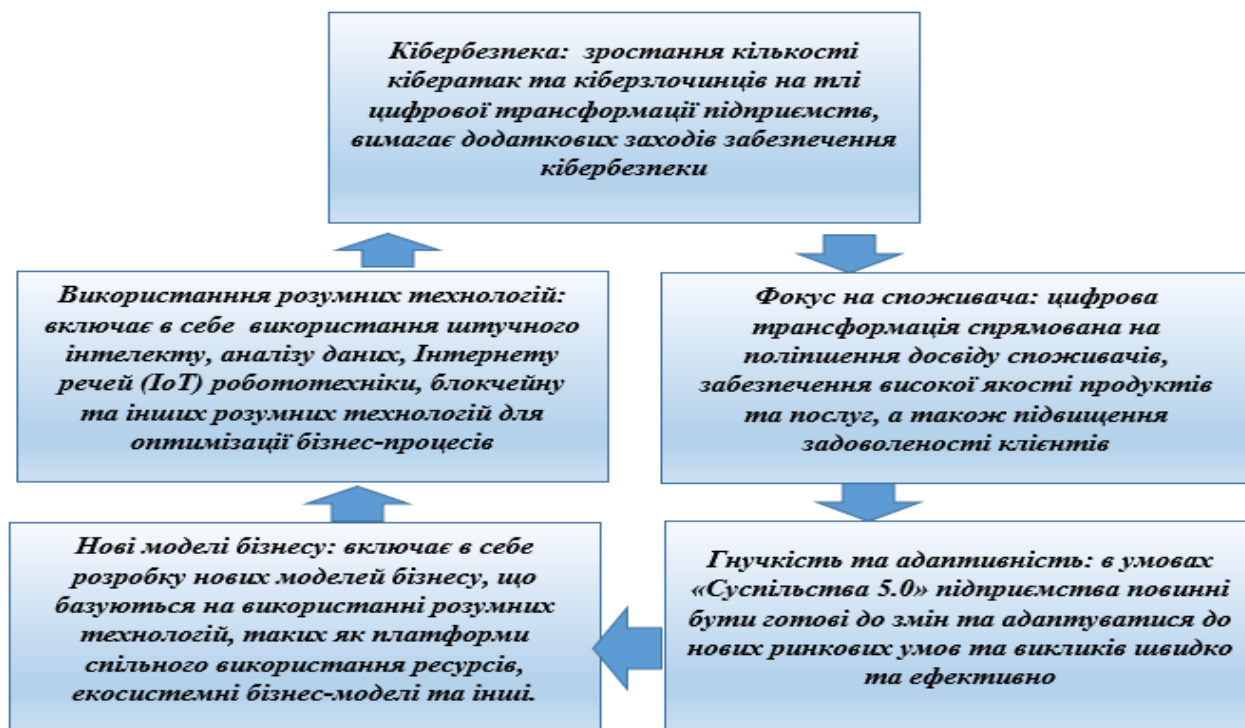 Кібербезпека: зростання кількості
кібератак та кіберзлочинців на тлі
цифрової трансформації підприємств,
вимагає додаткових заходів забезпечення
кібербезпеки
Використанння розумних технологій:
включає в себе використання штучного
інтелекту, аналізу даних, Інтернету
речей (IoT) робототехніки, блокчейну
та інших розумних технологій для
оптимізації бізнес-процесів
Фокус на споживача: цифрова
трансформація спрямована на
поліпшення досвіду споживачів,
забезпечення високої якості продуктів
та послуг, а також підвищення
задоволеності клієнтів
Нові моделі бізнесу: включає в себе
розробку нових моделей бізнесу, що
базуються на використанні розумних
технологій, таких як платформи
спільного використання ресурсів,
екосистемні бізнес-моделі та інші.
Гнучкість та адаптивність: в умовах
«Суспільства 5.0» підприємства повинні
бути готові до змін та адаптуватися до
нових ринкових умов та викликів швидко
та ефективно